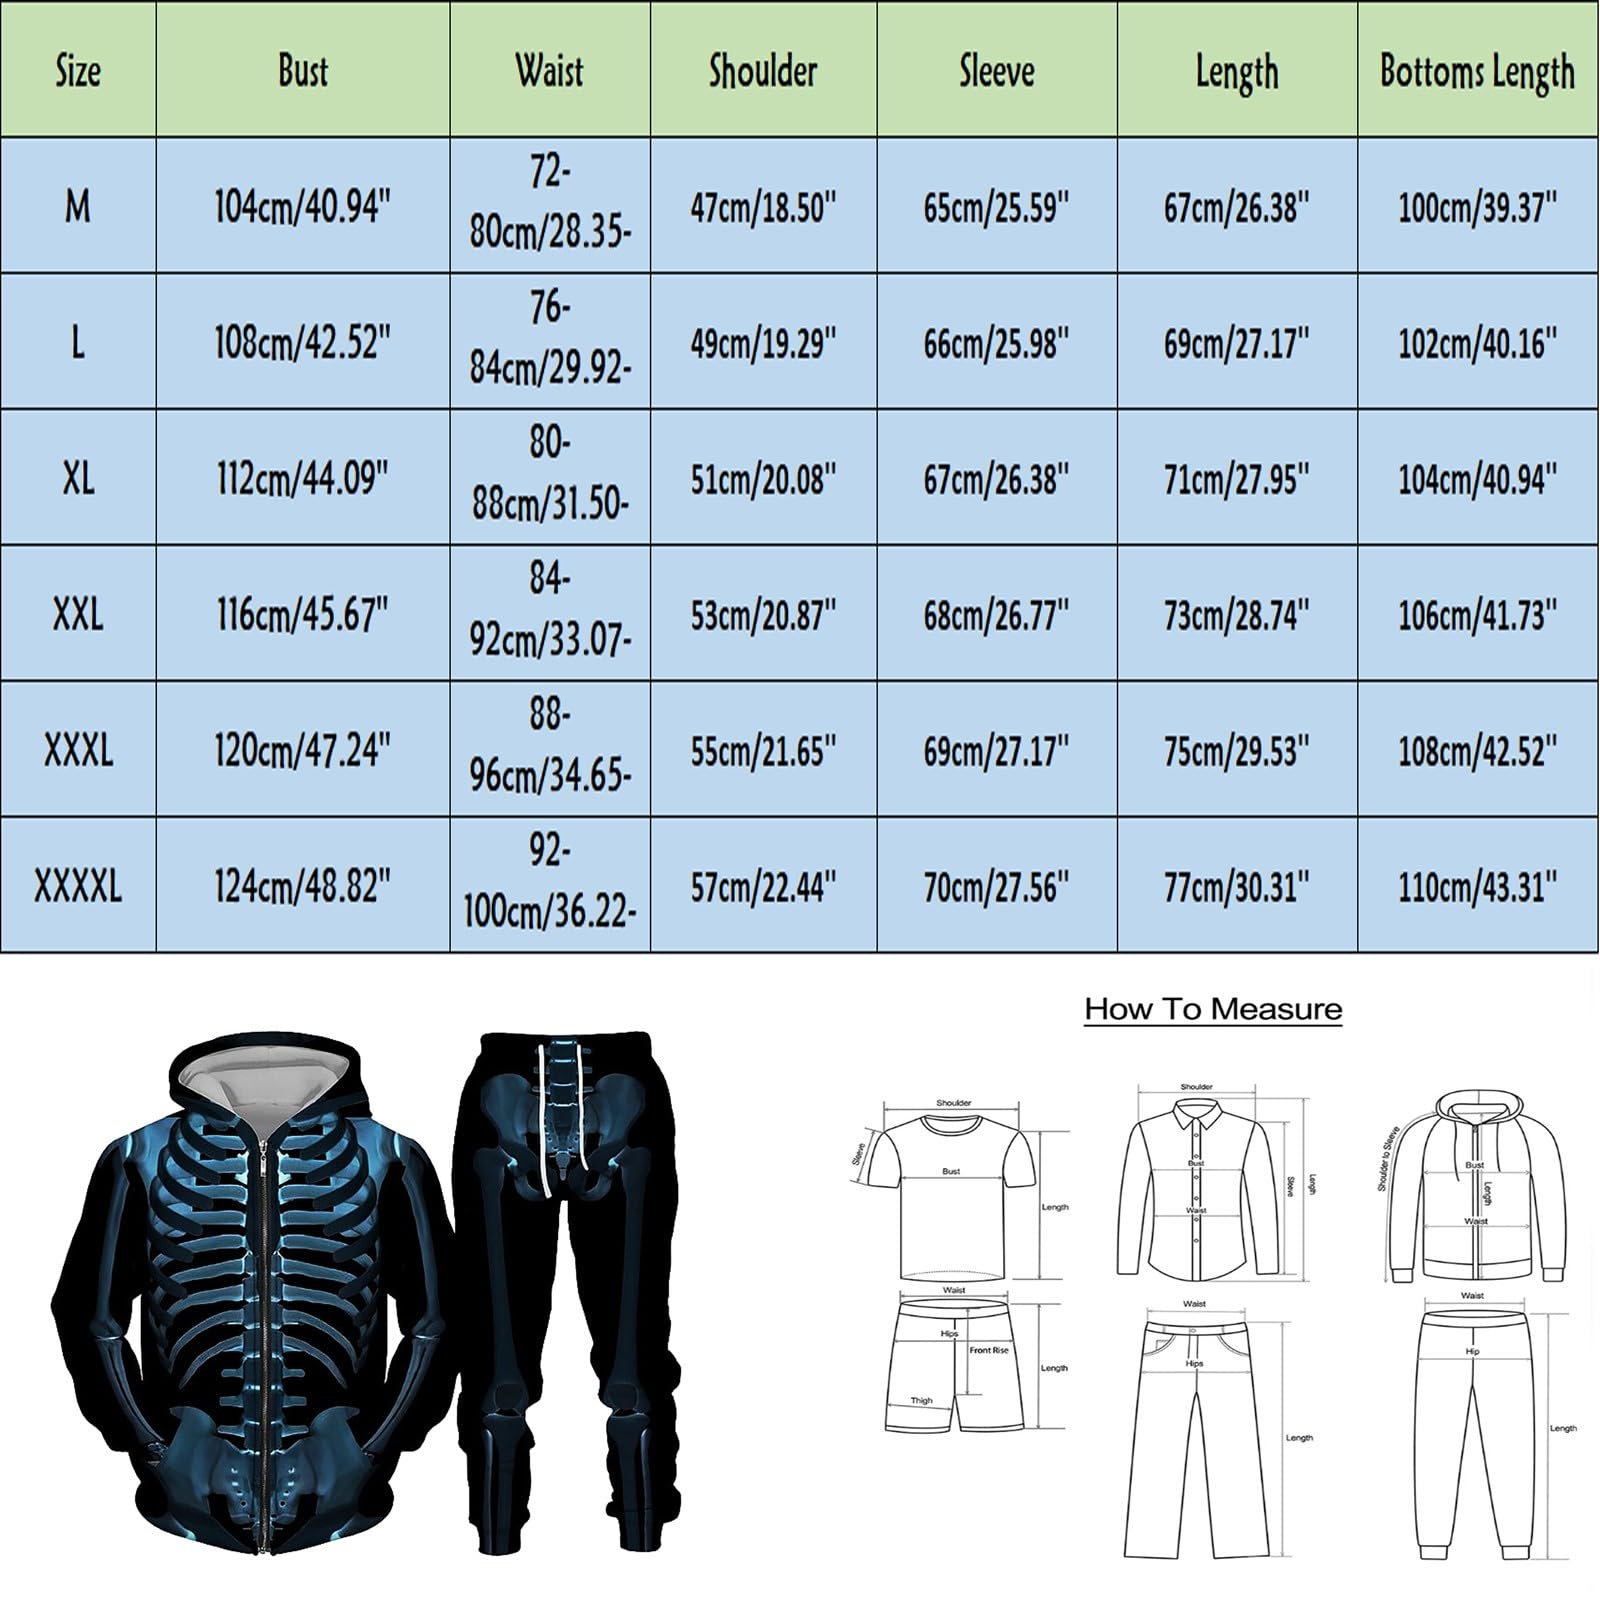 Size Bust Waist Shoulder Sleeve Length Bottoms Length
M 104cm/40.94" 72-80cm/28.35- 47cm/18.50" 65cm/25.59" 67cm/26.38" 100cm/39.37"
L 108cm/42.52" 76-84cm/29.92- 49cm/19.29" 66cm/25.98" 69cm/27.17" 102cm/40.16"
XL 112cm/44.09" 80-88cm/31.50- 51cm/20.08" 67cm/26.38" 71cm/27.95" 104cm/40.94"
XXL 116cm/45.67" 84-92cm/33.07- 53cm/20.87" 68cm/26.77" 73cm/28.74" 106cm/41.73"
XXXL 120cm/47.24" 88-96cm/34.65- 55cm/21.65" 69cm/27.17" 75cm/29.53" 108cm/42.52"
XXXXL 124cm/48.82" 92-100cm/36.22- 57cm/22.44" 70cm/27.56" 77cm/30.31" 110cm/43.31"
How To Measure
Shoulder
Sleeve
Bust
Length
Waist
Hips
Front Rise
Length
Thigh
Shoulder
Bust
Waist
Sleeve
Length
Waist
Hips
Length
Shoulder to Sleeve
Bust
Length
Waist
Waist
Hip
Length